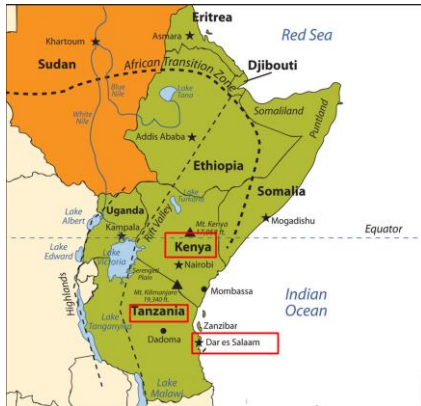 Eritrea
Khartoum
Asmara
Red Sea
Sudan
African Transition Zone
Djibouti
Blue
Nile
Lake
Tana
White
Nile
Somaliland
Puntland
Addis Ababa
Ethiopia
Somalia
Lake
Turkana
Lake
Albert
Uganda
Rift Valley
Mt. Kenya
Mogadishu
Kampala
Equator
Lake
Edward
Kenya
Lake
Victoria
Nairobi
Serengeti
Plain
Highlands
Mombassa
Mt. Kilimanjaro
19,340 ft.
Indian
Ocean
Tanzania
Lake
Tanganyika
Zanzibar
Dadoma
Dar es Salaam
Lake
Malawi